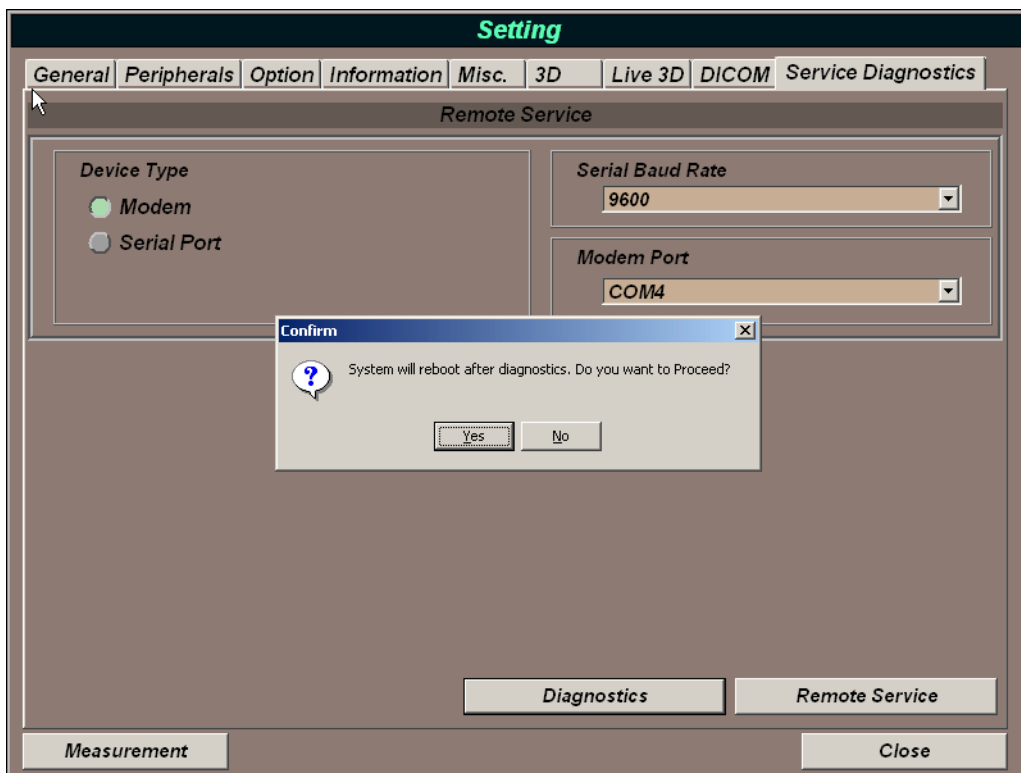 Setting
General Peripherals Option Information Misc. 3D Live 3D DICOM Service Diagnostics
Remote Service
Device Type
Modem
Serial Port
Serial Baud Rate
9600
Modem Port
COM4
Confirm
System will reboot after diagnostics. Do you want to Proceed?
Yes No
Diagnostics Remote Service
Measurement Close